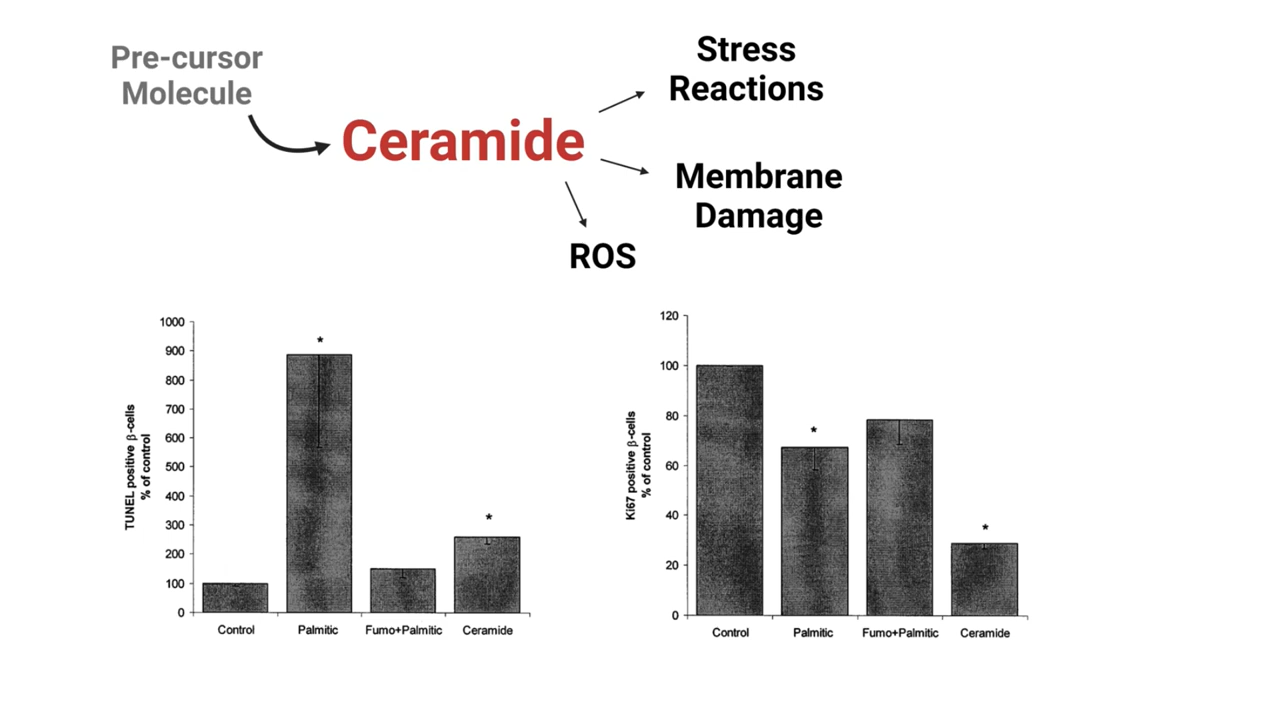 Pre-cursor
Molecule
Ceramide
Stress
Reactions
Membrane
Damage
ROS
TUNEL positive β-cells
% of control
1000
900
800
700
600
500
400
300
200
100
0
*
*
Control
Palmitic
Fumo+Palmitic
Ceramide
Ki67 positive β-cells
% of control
120
100
80
60
40
20
0
*
*
Control
Palmitic
Fumo+Palmitic
Ceramide